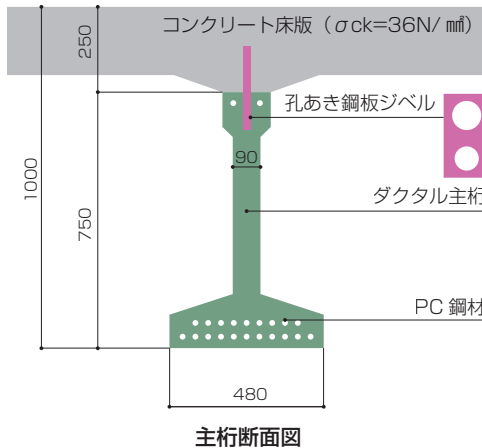 コンクリート床版（σck=36N/㎟）
250
孔あき鋼板ジベル
90
1000
750
ダクタル主桁
PC 鋼材
480
主桁断面図